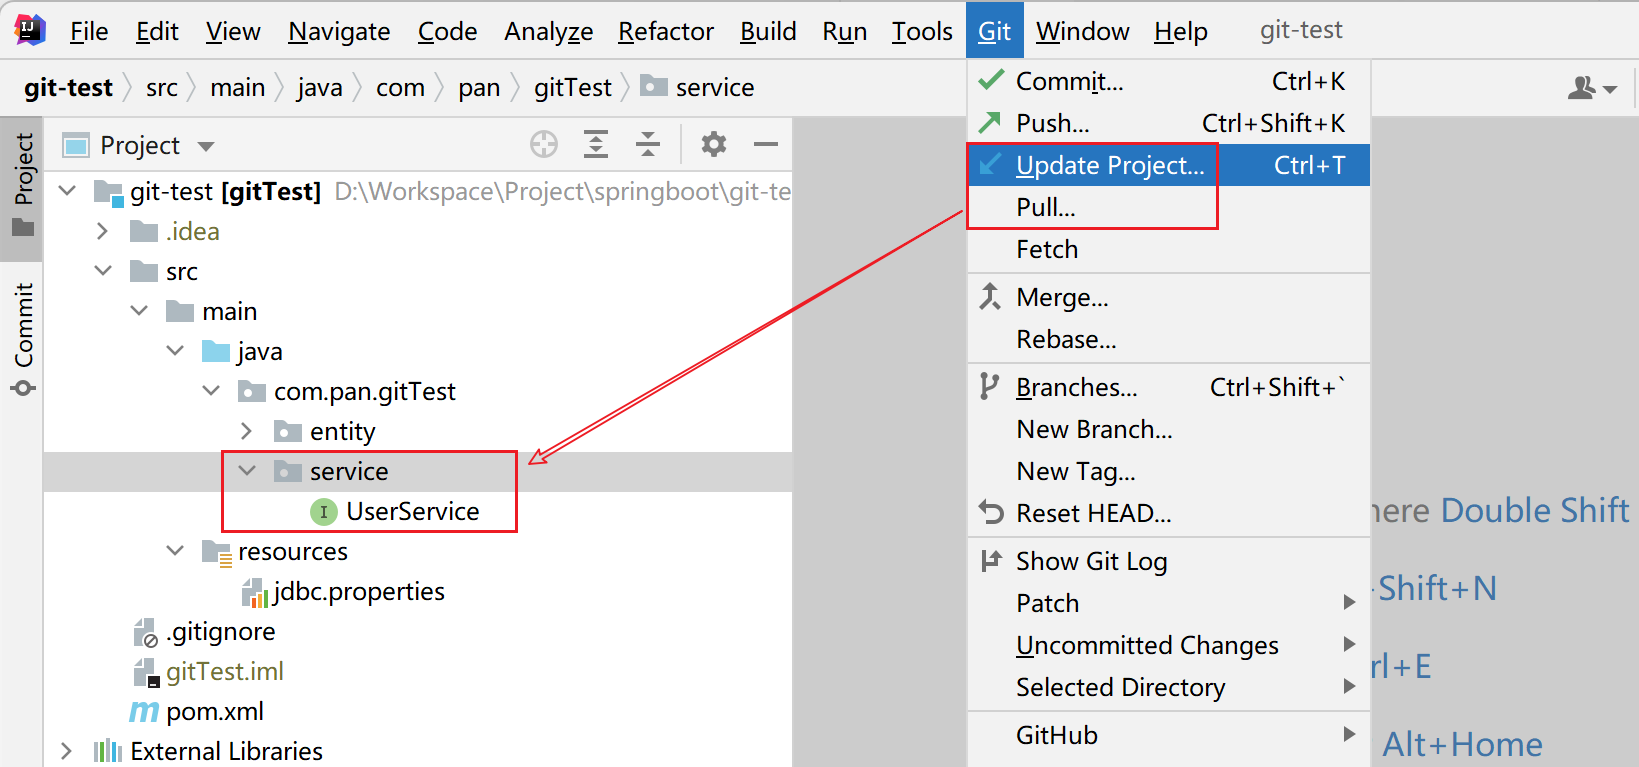 File Edit View Navigate Code Analyze Refactor Build Run Tools Git Window Help git-test
git-test src main java com pan gitTest service
Project
Project
Commit
git-test [gitTest] D:\Workspace\Project\springboot\git-te
.idea
src
main
java
com.pan.gitTest
entity
service
I UserService
resources
jdbc.properties
.gitignore
gitTest.iml
m pom.xml
External Libraries
Commit... Ctrl+K
Push... Ctrl+Shift+K
Update Project... Ctrl+T
Pull...
Fetch
Merge...
Rebase...
Branches... Ctrl+Shift+`
New Branch...
New Tag...
Reset HEAD...
Show Git Log
Patch
Uncommitted Changes
Selected Directory
GitHub
here Double Shift
+Shift+N
rl+E
Alt+Home